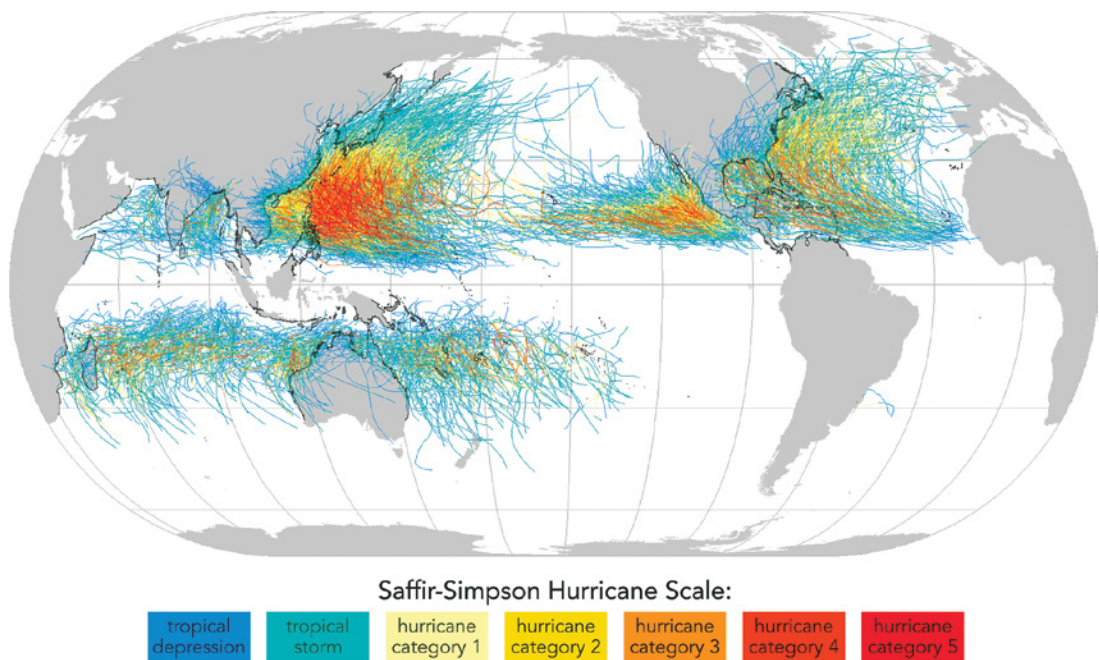 Saffir-Simpson Hurricane Scale:
tropical depression
tropical storm
hurricane category 1
hurricane category 2
hurricane category 3
hurricane category 4
hurricane category 5